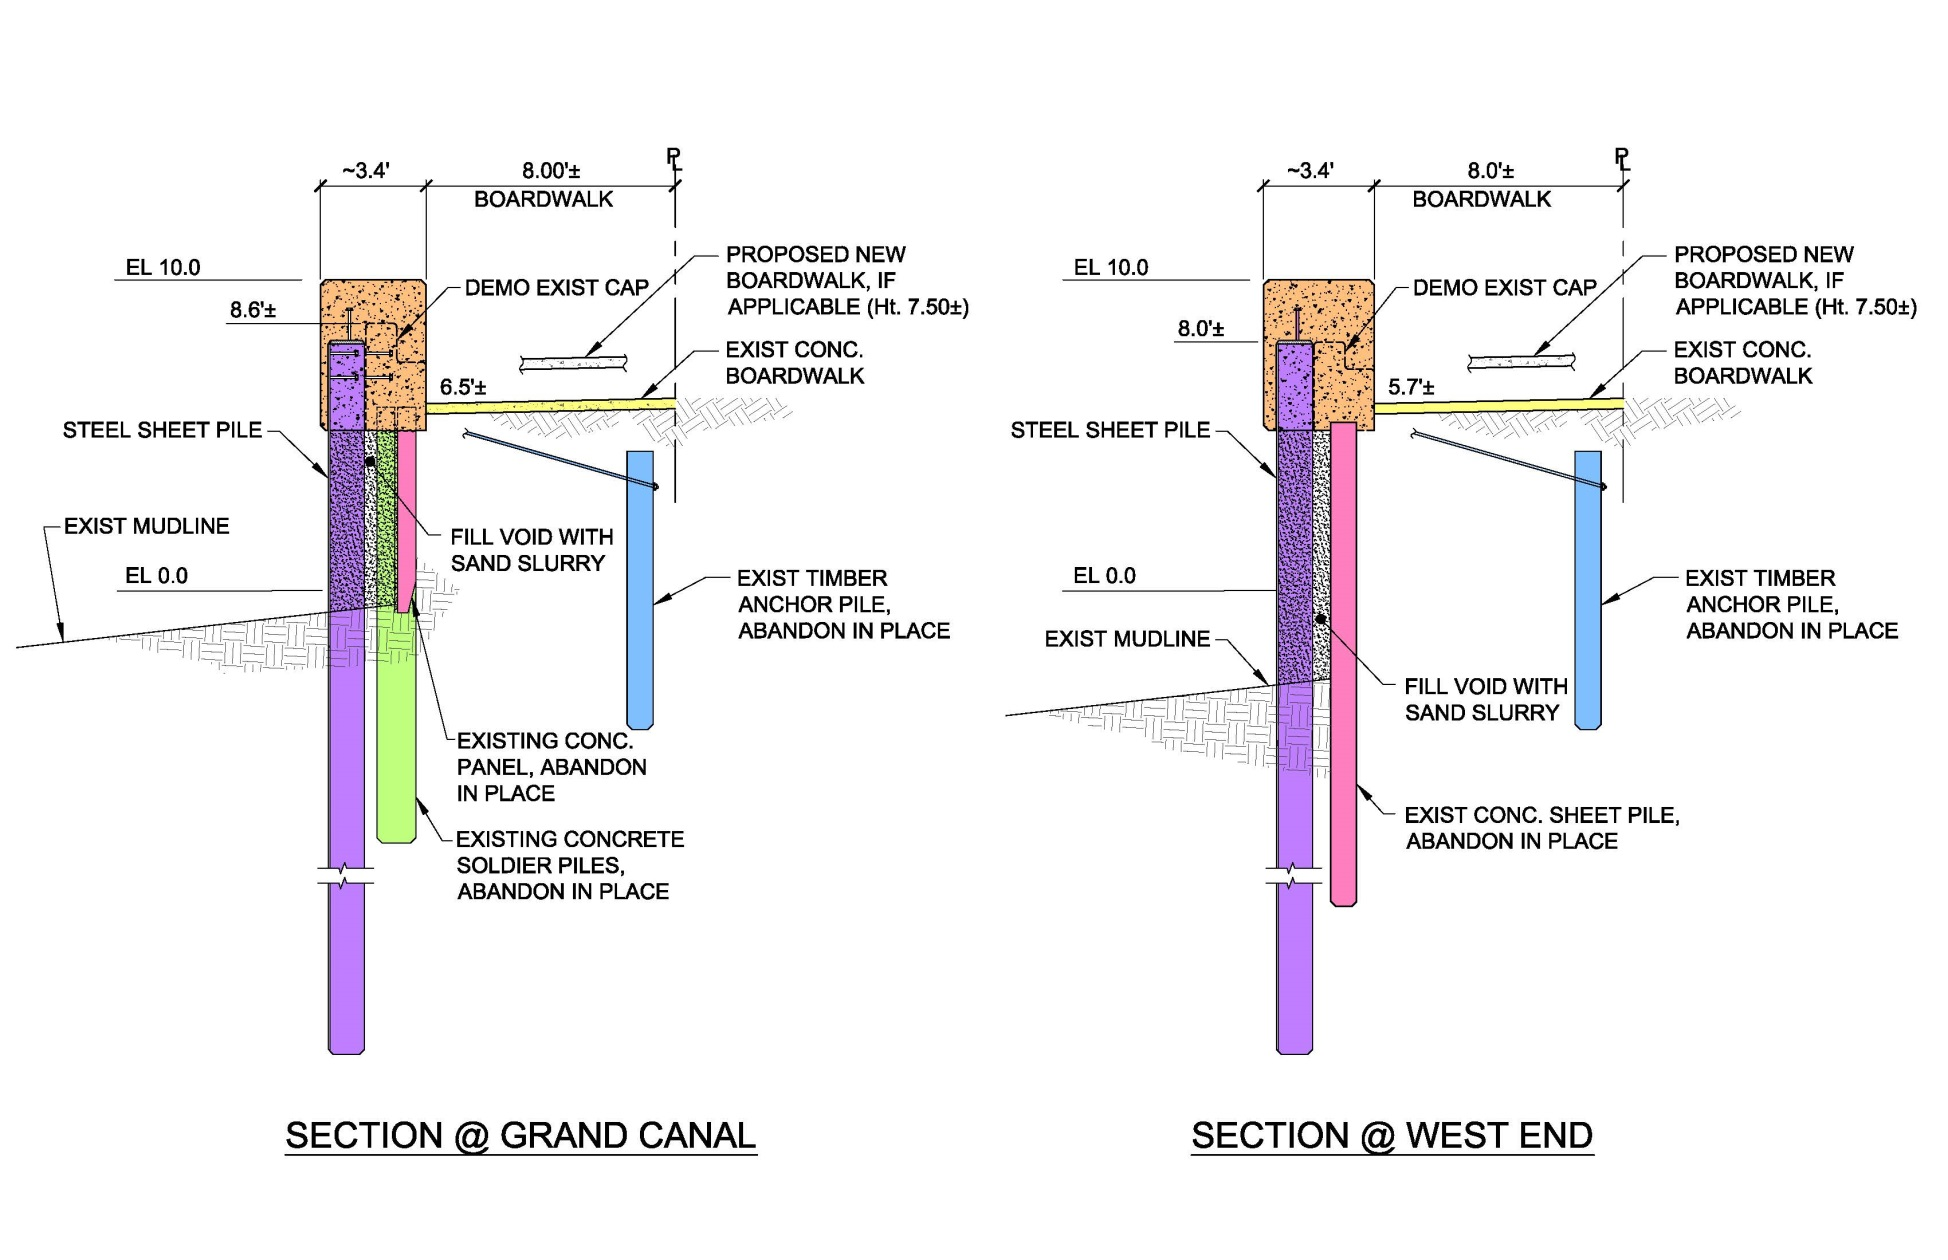 ~3.4'
8.00'±
PL
BOARDWALK
EL 10.0
8.6'±
DEMO EXIST CAP
PROPOSED NEW
BOARDWALK, IF
APPLICABLE (Ht. 7.50±)
EXIST CONC.
BOARDWALK
6.5'±
STEEL SHEET PILE
EXIST MUDLINE
EL 0.0
FILL VOID WITH
SAND SLURRY
EXIST TIMBER
ANCHOR PILE,
ABANDON IN PLACE
EXISTING CONC.
PANEL, ABANDON
IN PLACE
EXISTING CONCRETE
SOLDIER PILES,
ABANDON IN PLACE
SECTION @ GRAND CANAL
~3.4'
8.0'±
PL
BOARDWALK
EL 10.0
8.0'±
DEMO EXIST CAP
PROPOSED NEW
BOARDWALK, IF
APPLICABLE (Ht. 7.50±)
EXIST CONC.
BOARDWALK
5.7'±
STEEL SHEET PILE
EL 0.0
EXIST MUDLINE
EXIST TIMBER
ANCHOR PILE,
ABANDON IN PLACE
FILL VOID WITH
SAND SLURRY
EXIST CONC. SHEET PILE,
ABANDON IN PLACE
SECTION @ WEST END